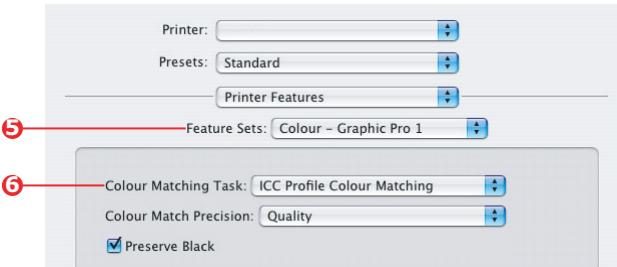 Printer:
Presets: Standard
Printer Features
5 Feature Sets: Colour – Graphic Pro 1
6 Colour Matching Task: ICC Profile Colour Matching
Colour Match Precision: Quality
Preserve Black